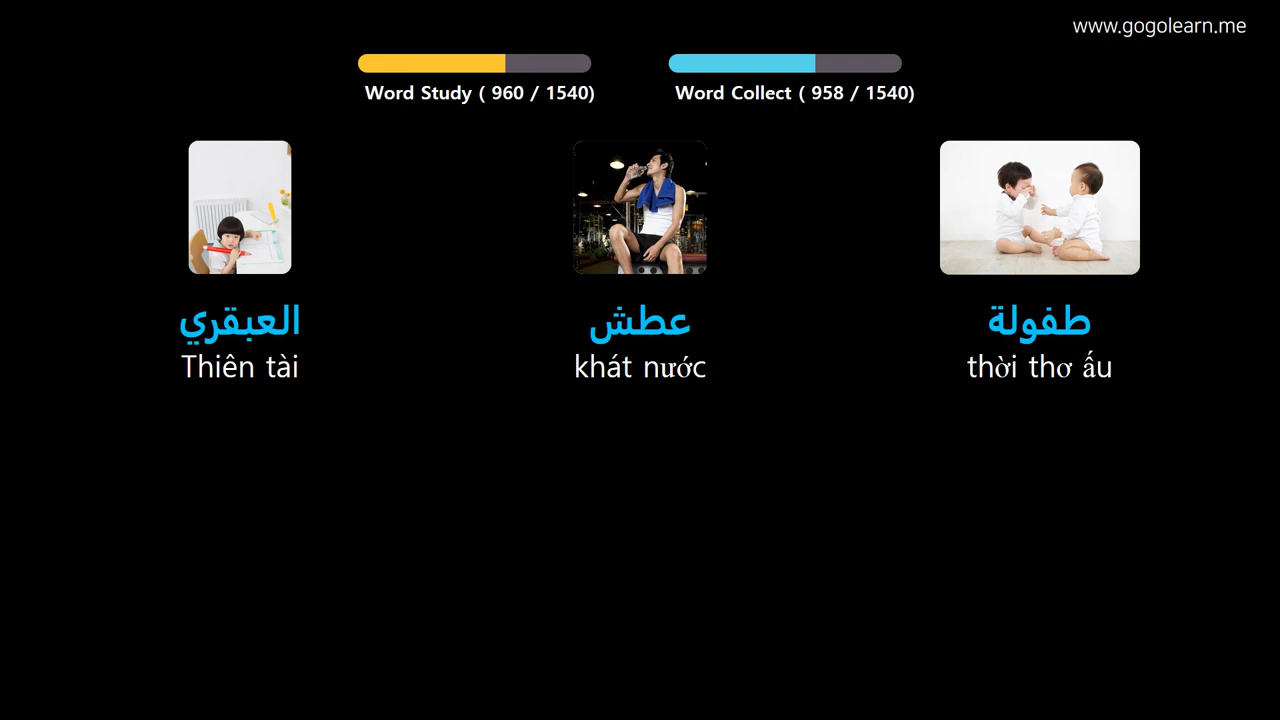 www.gogolearn.me
Word Study ( 960 / 1540)
Word Collect ( 958 / 1540)
العبقري
Thiên tài
عطش
khát nước
طفولة
thời thơ ấu